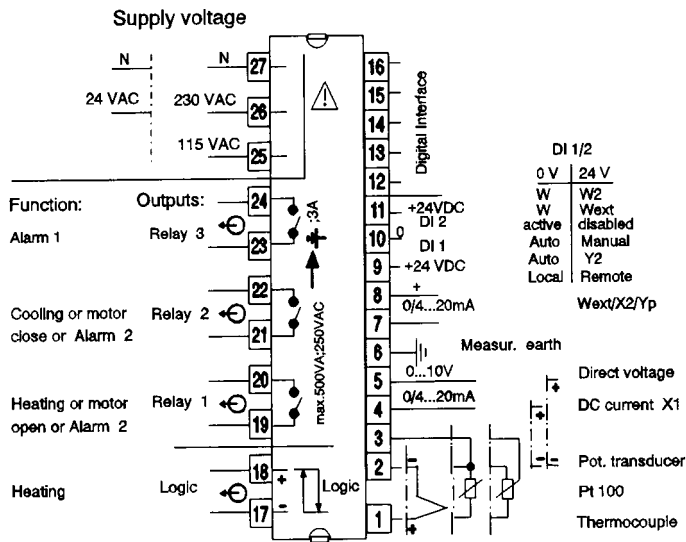 Supply voltage
N N 27
24 VAC 230 VAC 26
115 VAC 25
Function: Outputs: 24
Alarm 1 Relay 3 23
22
Cooling or motor Relay 2
close or Alarm 2 21
20
Heating or motor Relay 1
open or Alarm 2 19
18 +
Heating Logic Logic
17 -
;3A
max.500VA;250VAC
16
15
14
13
12
Digital Interface
11 +24VDC
DI 2
10 0
DI 1
9 +24 VDC
8 +
0/4...20mA Wext/X2/Yp
7
6 Measur. earth
0...10V
5 Direct voltage
0/4...20mA
4 DC current X1
3
2 - Pot. transducer
Pt 100
1 + Thermocouple
+
+
- -
DI 1/2
0 V 24 V
W W2
W Wext
active disabled
Auto Manual
Auto Y2
Local Remote